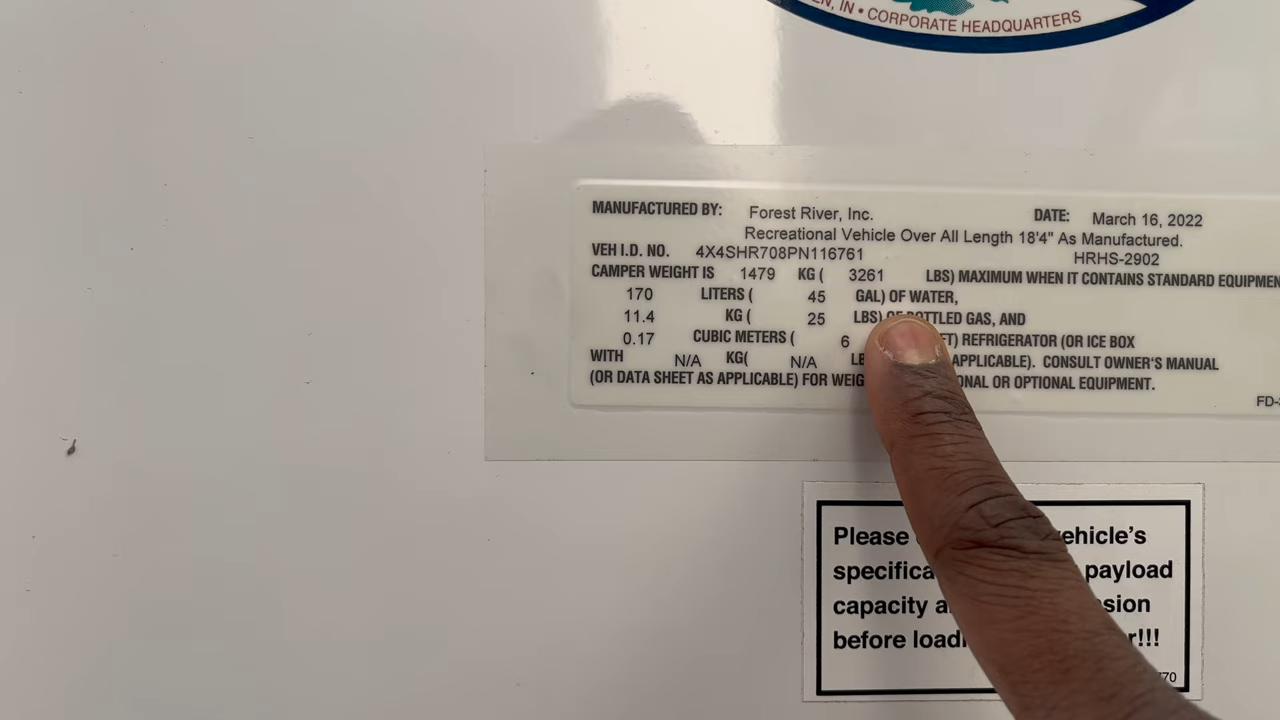 IN • CORPORATE HEADQUARTERS
MANUFACTURED BY: Forest River, Inc. DATE: March 16, 2022
Recreational Vehicle Over All Length 18'4" As Manufactured.
VEH I.D. NO. 4X4SHR708PN116761 HRHS-2902
CAMPER WEIGHT IS 1479 KG ( 3261 LBS) MAXIMUM WHEN IT CONTAINS STANDARD EQUIPMEN
170 LITERS ( 45 GAL) OF WATER,
11.4 KG ( 25 LBS) OF BOTTLED GAS, AND
0.17 CUBIC METERS ( 6 FT) REFRIGERATOR (OR ICE BOX
WITH N/A KG( N/A LB APPLICABLE). CONSULT OWNER'S MANUAL
(OR DATA SHEET AS APPLICABLE) FOR WEIG ONAL OR OPTIONAL EQUIPMENT.
FD-
Please ehicle's
specifica payload
capacity a sion
before load r!!!
70